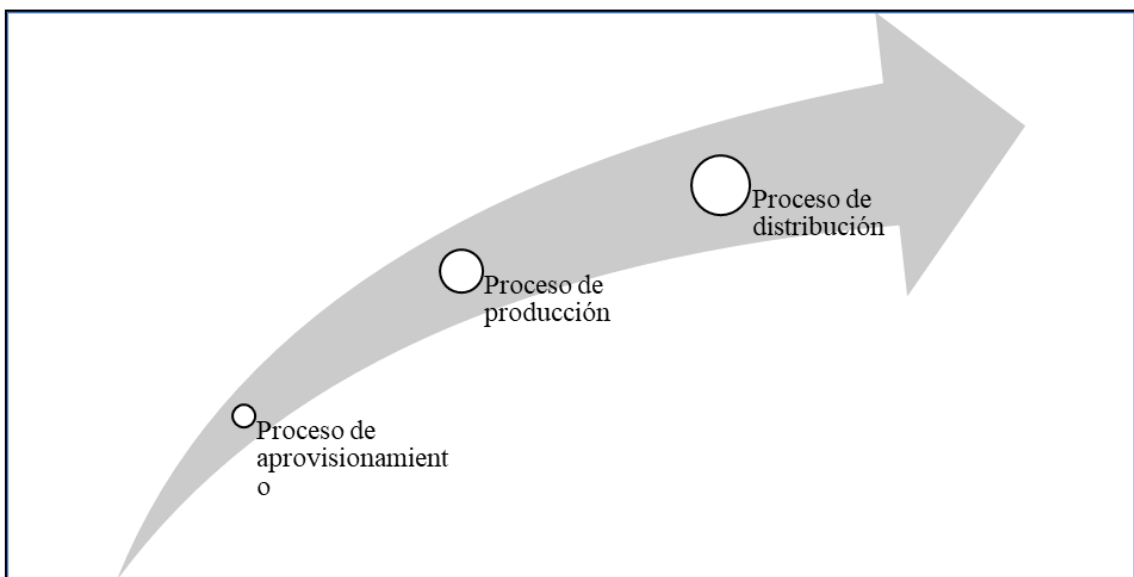 Proceso de
distribución
Proceso de
producción
Proceso de
aprovisionamient
o